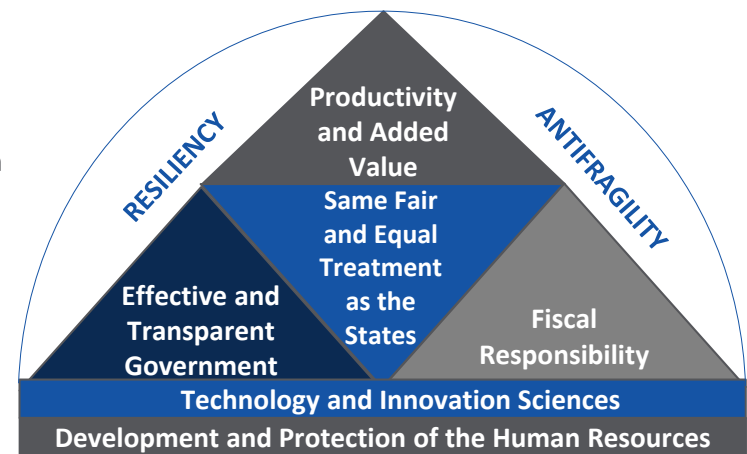 Productivity
and Added
Value
RESILIENCY
ANTIFRAGILITY
Same Fair
and Equal
Treatment
as the
States
Effective and
Transparent
Government
Fiscal
Responsibility
Technology and Innovation Sciences
Development and Protection of the Human Resources